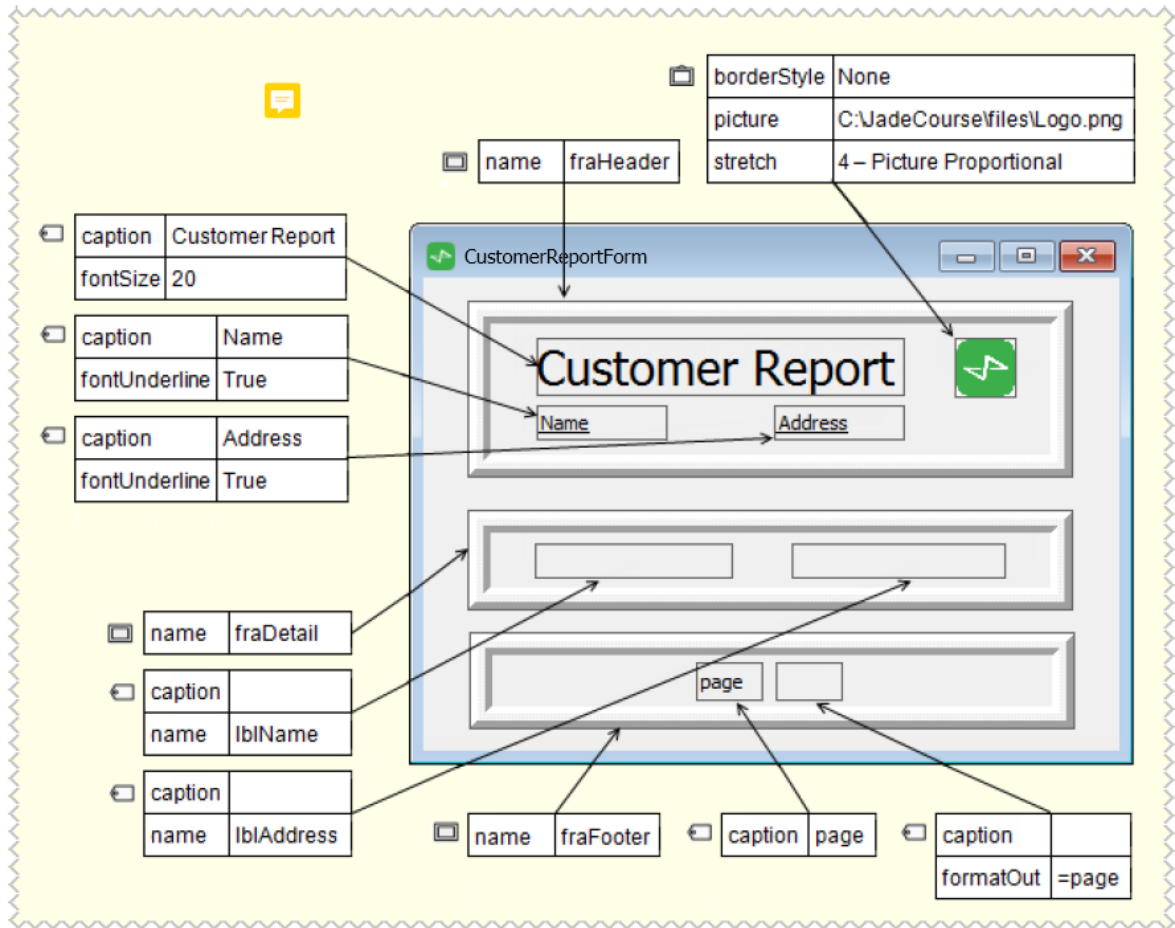 borderStyle None
picture C:\JadeCourse\files\Logo.png
stretch 4 – Picture Proportional
name fraHeader
caption Customer Report
fontSize 20
caption Name
fontUnderline True
caption Address
fontUnderline True
CustomerReportForm
Customer Report
Name Address
page
name fraDetail
caption
name lblName
caption
name lblAddress
name fraFooter
caption page
caption
formatOut =page